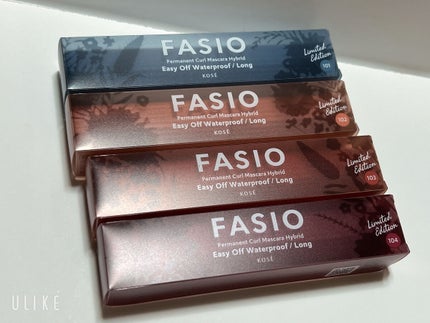 FASIO
Permanent Curl Mascara Hybrid
Easy Off Waterproof / Long
KOSÉ
Limited
Edition
101
FASIO
Permanent Curl Mascara Hybrid
Easy Off Waterproof / Long
KOSÉ
Limited
Edition
102
FASIO
Permanent Curl Mascara Hybrid
Easy Off Waterproof / Long
KOSÉ
Limited
Edition
103
FASIO
Permanent Curl Mascara Hybrid
Easy Off Waterproof / Long
KOSÉ
Limited
Edition
104
ULIKE